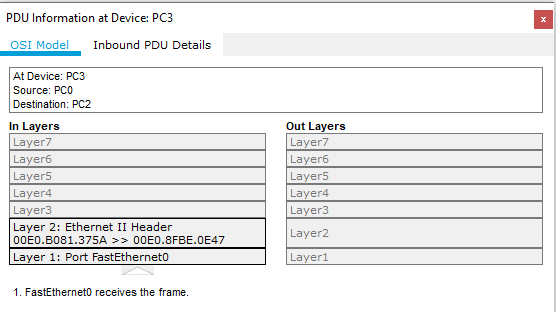 PDU Information at Device: PC3
x
OSI Model
Inbound PDU Details
At Device: PC3
Source: PC0
Destination: PC2
In Layers
Layer7
Layer6
Layer5
Layer4
Layer3
Layer 2: Ethernet II Header
00E0.B081.375A >> 00E0.8FBE.0E47
Layer 1: Port FastEthernet0
Out Layers
Layer7
Layer6
Layer5
Layer4
Layer3
Layer2
Layer1
1. FastEthernet0 receives the frame.